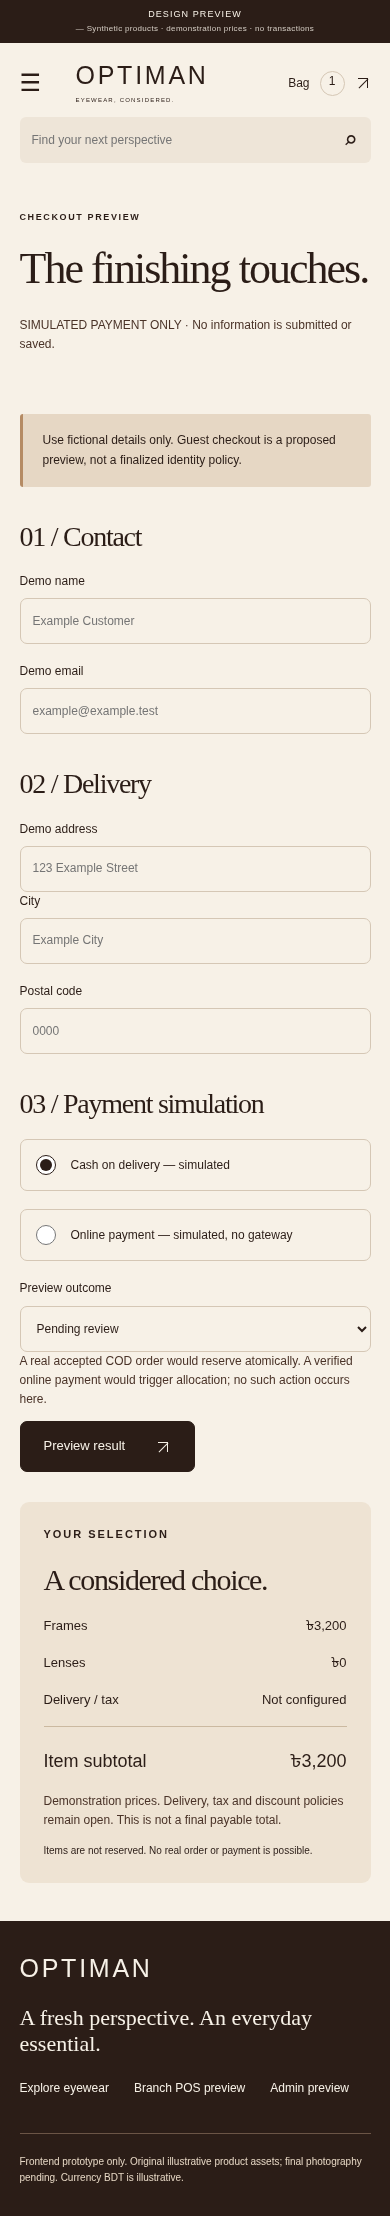 DESIGN PREVIEW
— Synthetic products · demonstration prices · no transactions
☰ OPTIMAN Bag 1
EYEWEAR, CONSIDERED.
Find your next perspective
CHECKOUT PREVIEW
The finishing touches.
SIMULATED PAYMENT ONLY · No information is submitted or
saved.
Use fictional details only. Guest checkout is a proposed
preview, not a finalized identity policy.
01 / Contact
Demo name
Example Customer
Demo email
example@example.test
02 / Delivery
Demo address
123 Example Street
City
Example City
Postal code
0000
03 / Payment simulation
Cash on delivery — simulated
Online payment — simulated, no gateway
Preview outcome
Pending review
A real accepted COD order would reserve atomically. A verified
online payment would trigger allocation; no such action occurs
here.
Preview result
YOUR SELECTION
A considered choice.
Frames ৳3,200
Lenses ৳0
Delivery / tax Not configured
Item subtotal ৳3,200
Demonstration prices. Delivery, tax and discount policies
remain open. This is not a final payable total.
Items are not reserved. No real order or payment is possible.
OPTIMAN
A fresh perspective. An everyday
essential.
Explore eyewear Branch POS preview Admin preview
Frontend prototype only. Original illustrative product assets; final photography
pending. Currency BDT is illustrative.